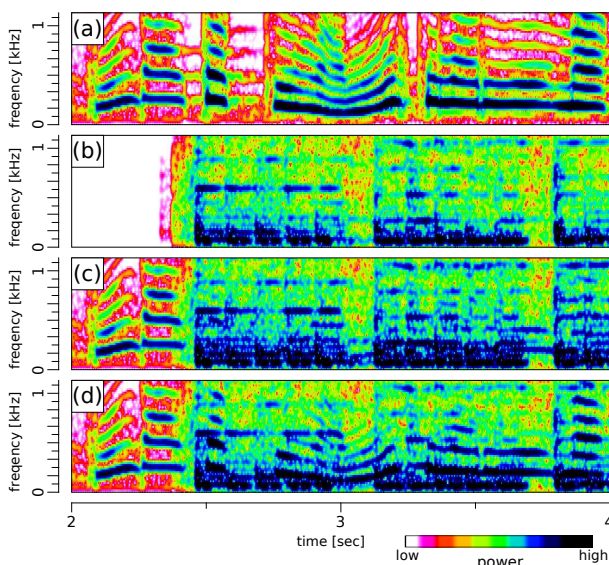 (a)
freqency [kHz]
0
1
(b)
freqency [kHz]
0
1
(c)
freqency [kHz]
0
1
(d)
freqency [kHz]
0
1
2
3
4
time [sec]
low
power
high